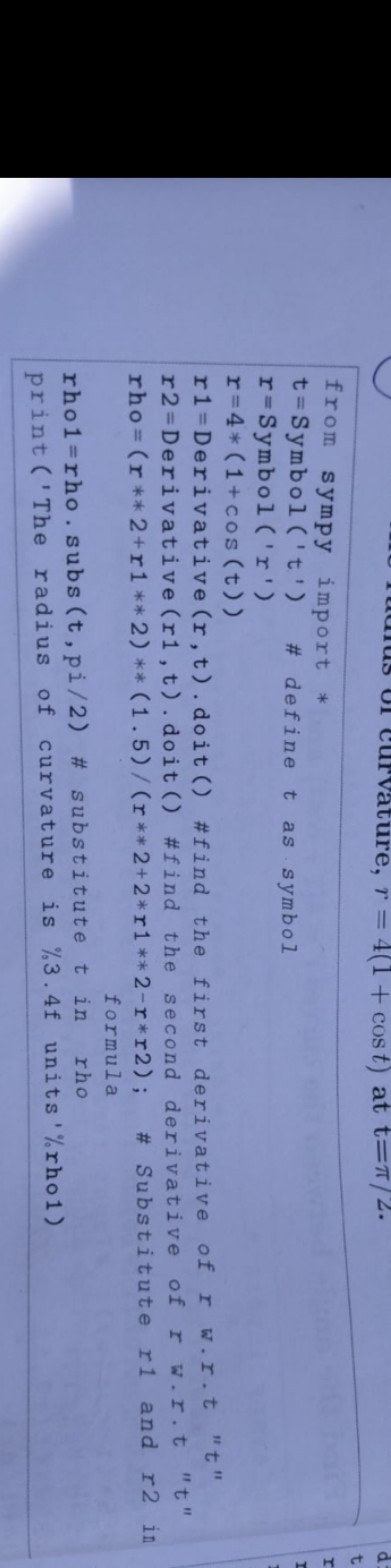 radius of curvature, r = 4(1 + cos t) at t=π/2.
from sympy import *
t=Symbol('t') # define t as symbol
r=Symbol('r')
r=4*(1+cos(t))
r1=Derivative(r,t).doit() #find the first derivative of r w.r.t "t"
r2=Derivative(r1,t).doit() #find the second derivative of r w.r.t "t"
rho=(r**2+r1**2)**(1.5)/(r**2+2*r1**2-r*r2); # Substitute r1 and r2 in
formula
rho1=rho.subs(t,pi/2) # substitute t in rho
print('The radius of curvature is %3.4f units'%rho1)